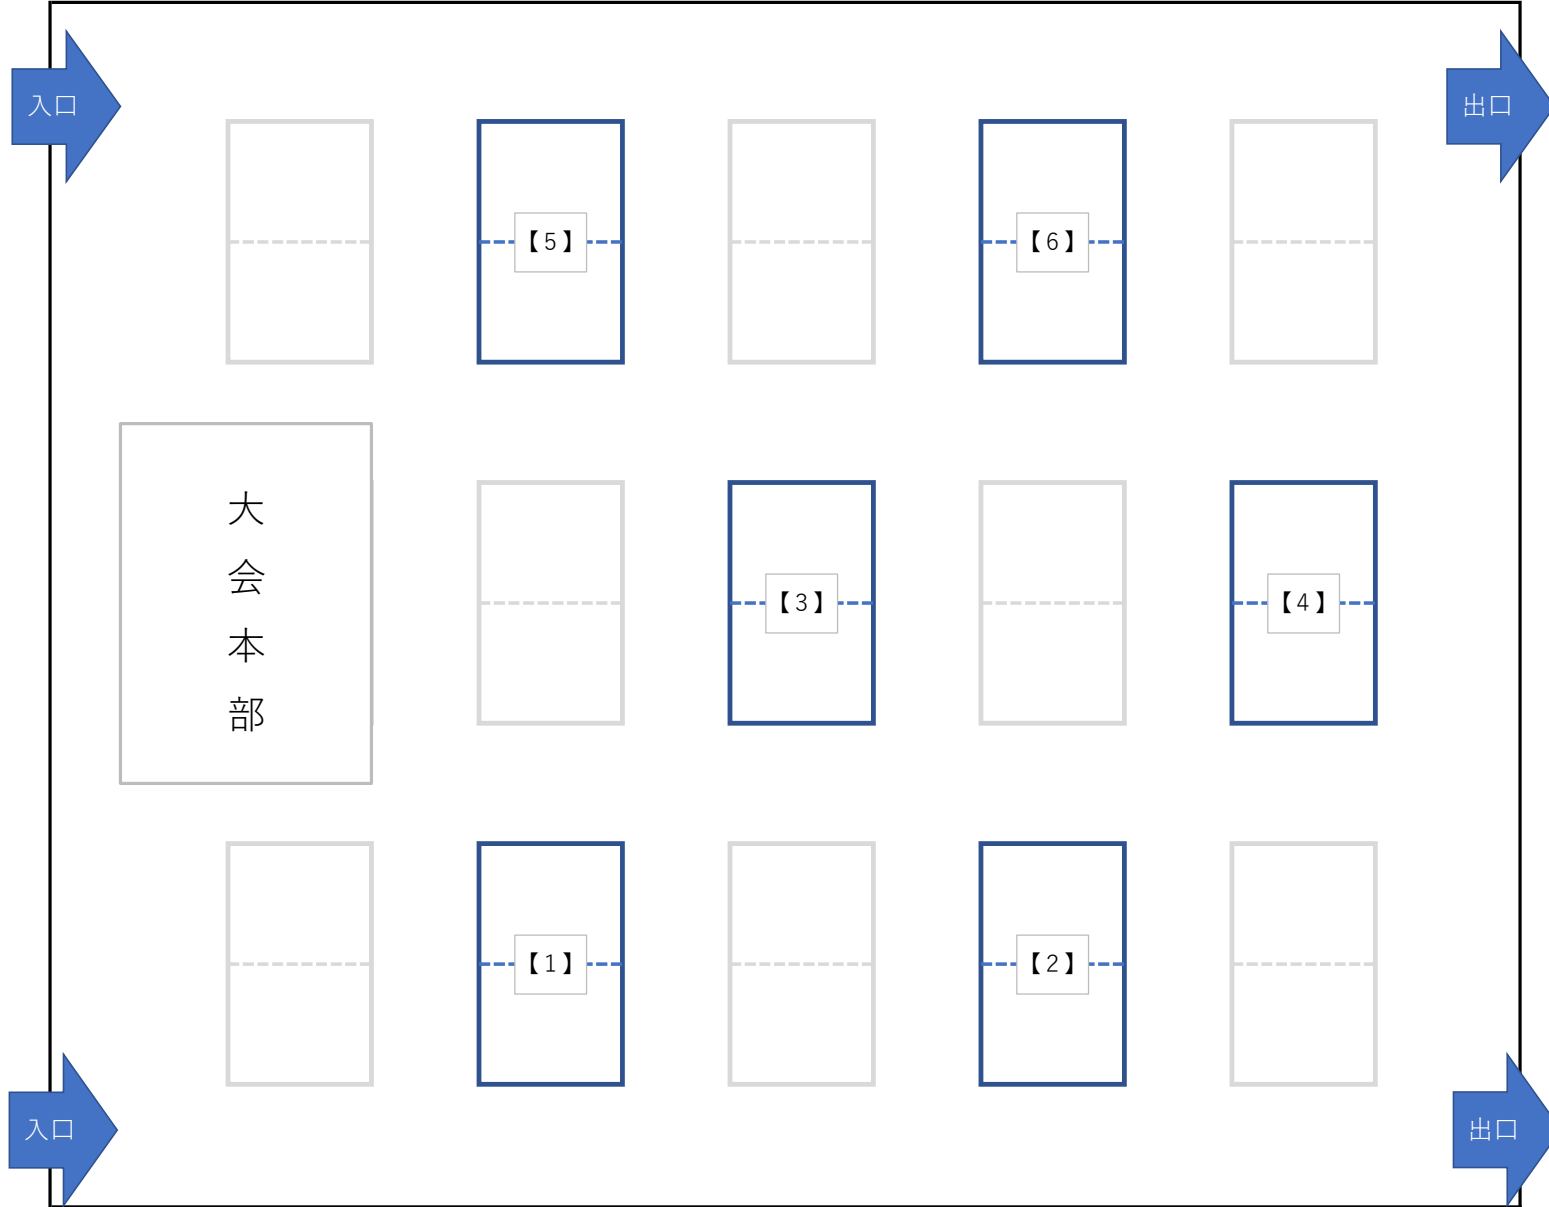 入口
出口
【5】
【6】
大
会
本
部
【3】
【4】
【1】
【2】
入口
出口